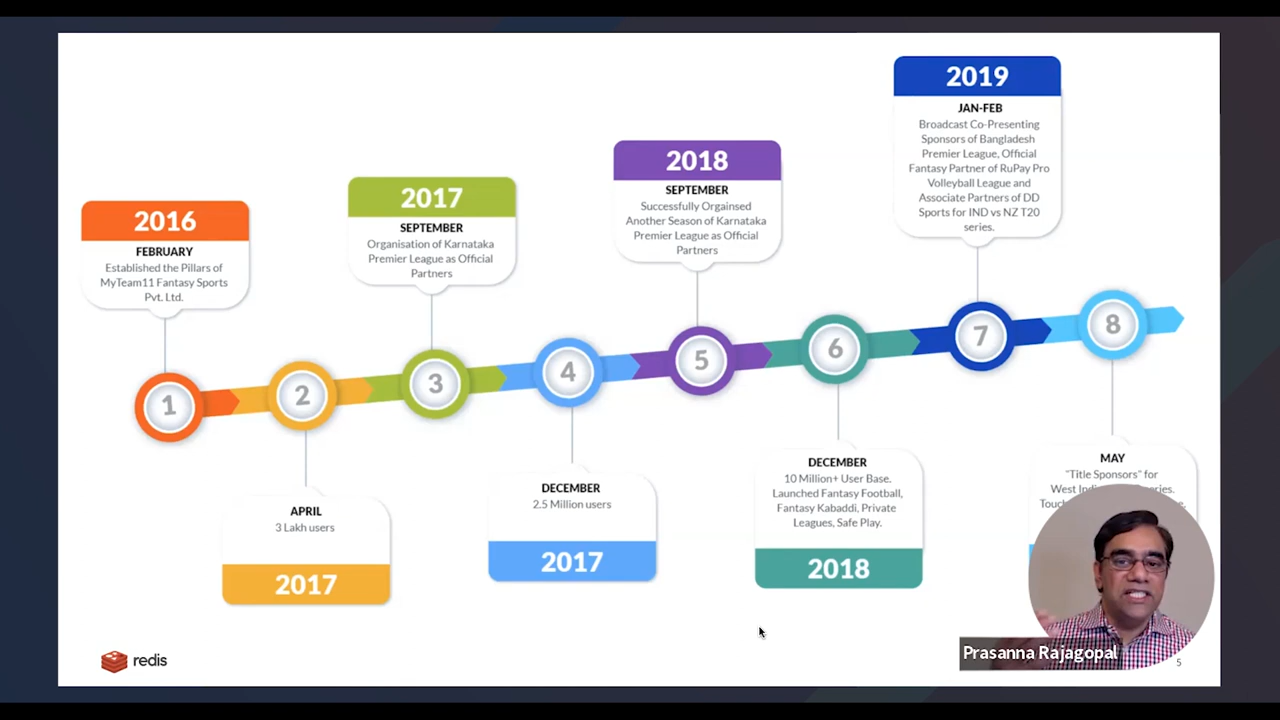 2016
FEBRUARY
Established the Pillars of
MyTeam11 Fantasy Sports
Pvt. Ltd.
2017
SEPTEMBER
Organisation of Karnataka
Premier League as Official
Partners
2018
SEPTEMBER
Successfully Orgainsed
Another Season of Karnataka
Premier League as Official
Partners
2019
JAN-FEB
Broadcast Co-Presenting
Sponsors of Bangladesh
Premier League, Official
Fantasy Partner of RuPay Pro
Volleyball League and
Associate Partners of DD
Sports for IND vs NZ T20
series.
1
2
3
4
5
6
7
8
APRIL
3 Lakh users
2017
DECEMBER
2.5 Million users
2017
DECEMBER
10 Million+ User Base.
Launched Fantasy Football,
Fantasy Kabaddi, Private
Leagues, Safe Play.
2018
MAY
"Title Sponsors" for
West
redis
Prasanna Rajagopal
5